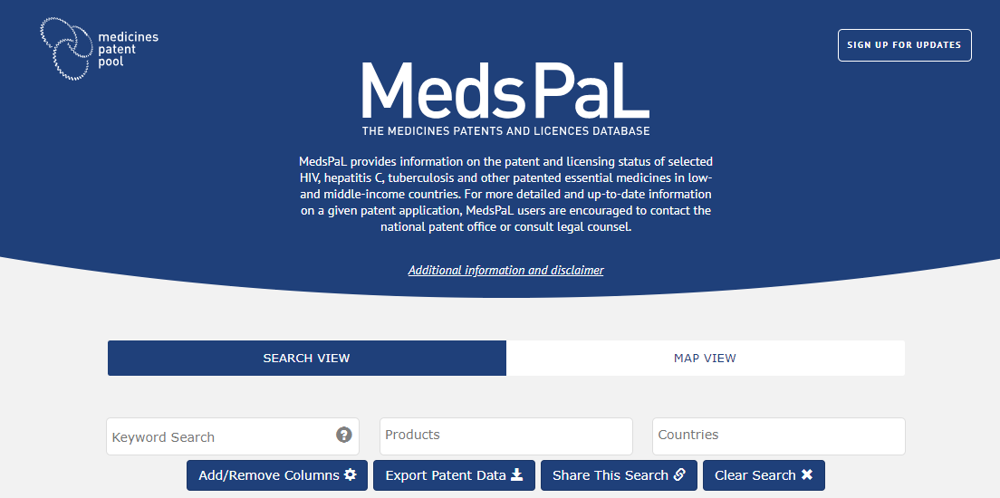 medicines
patent
pool
SIGN UP FOR UPDATES
MedsPaL
THE MEDICINES PATENTS AND LICENCES DATABASE
MedsPaL provides information on the patent and licensing status of selected
HIV, hepatitis C, tuberculosis and other patented essential medicines in low-
and middle-income countries. For more detailed and up-to-date information
on a given patent application, MedsPaL users are encouraged to contact the
national patent office or consult legal counsel.
Additional information and disclaimer
SEARCH VIEW
MAP VIEW
Keyword Search ?
Products
Countries
Add/Remove Columns
Export Patent Data
Share This Search
Clear Search